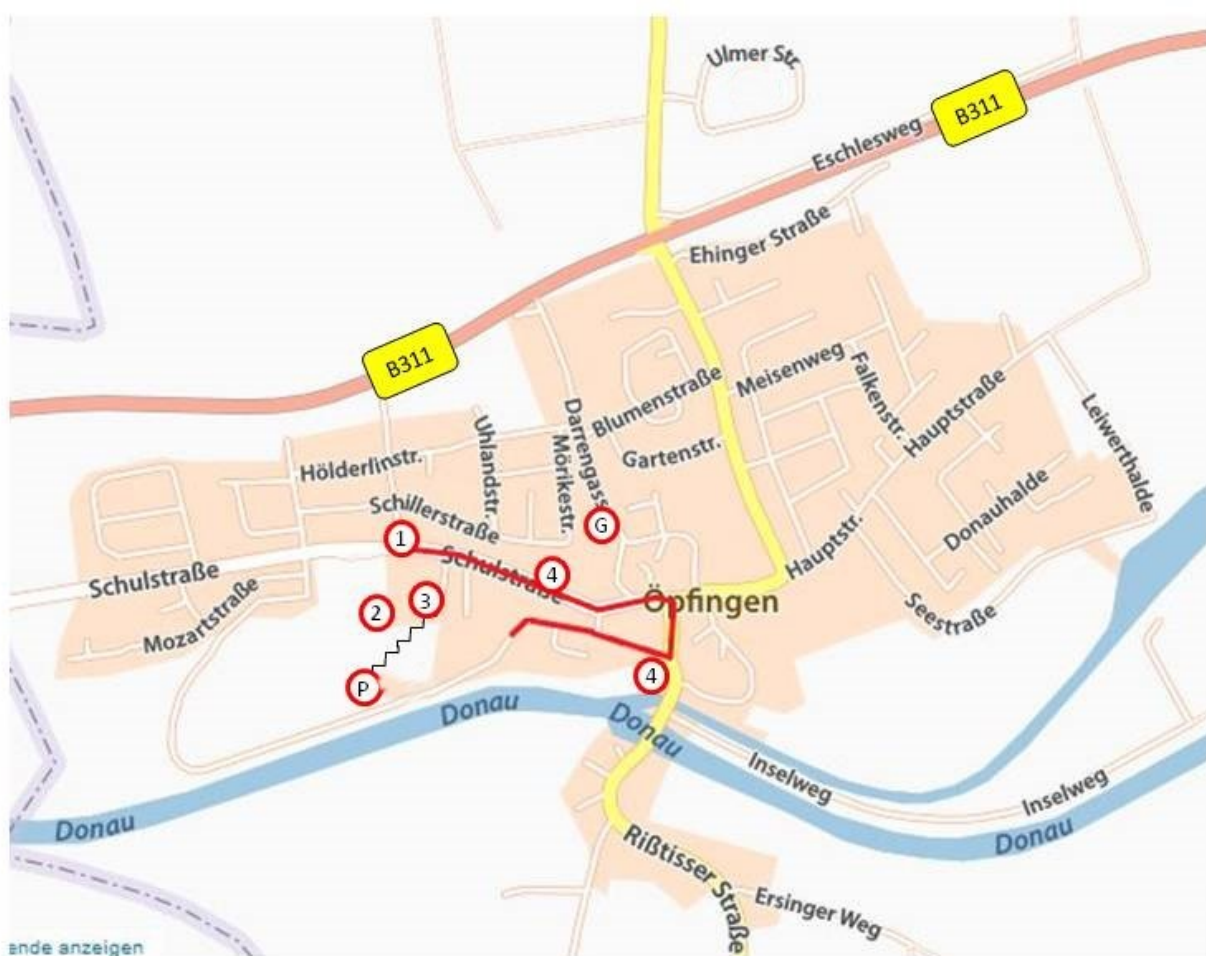 Ulmer Str.
B311
Eschlesweg
Ehinger Straße
B311
Meisenweg
Falkenstr.
Blumenstraße
Hauptstraße
Darrengass
Leiwerthalde
Uhlandstr.
Mörikestr.
Gartenstr.
Hölderlinstr.
Donauhalde
Schillerstraße
G
1
Hauptstr.
Schulstraße
4
Schulstraße
Öpfingen
Seestraße
3
2
Mozartstraße
4
P
Donau
Donau
Inselweg
Inselweg
Donau
Donau
Rißtisser Straße
Ersinger Weg
ende anzeigen